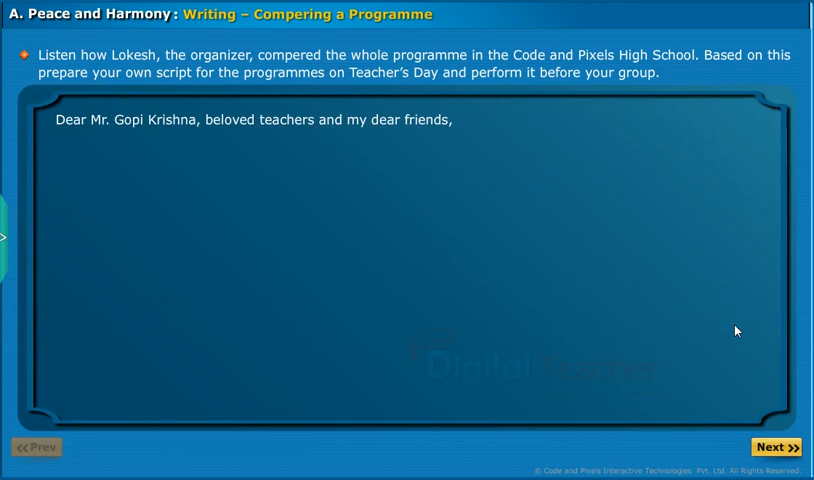 A. Peace and Harmony : Writing – Compering a Programme
Listen how Lokesh, the organizer, compered the whole programme in the Code and Pixels High School. Based on this
prepare your own script for the programmes on Teacher's Day and perform it before your group.
Dear Mr. Gopi Krishna, beloved teachers and my dear friends,
Digital Teacher
Prev
Next
© Code and Pixels Interactive Technologies. Pvt. Ltd. All Rights Reserved.